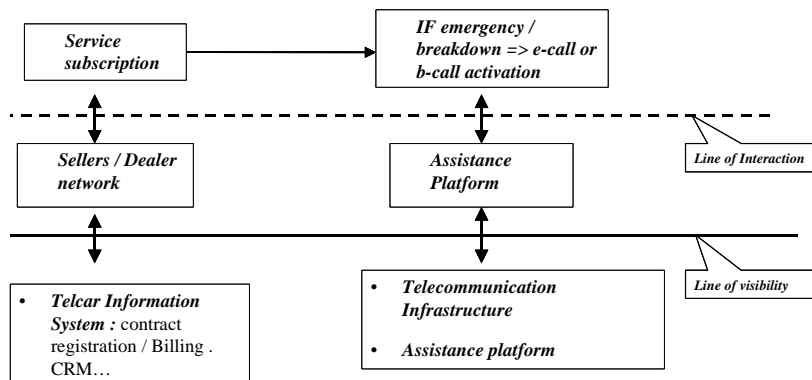 Service
subscription
IF emergency /
breakdown => e-call or
b-call activation
Sellers / Dealer
network
Assistance
Platform
Line of Interaction
• Telcar Information
System : contract
registration / Billing .
CRM…
• Telecommunication
Infrastructure
• Assistance platform
Line of visibility